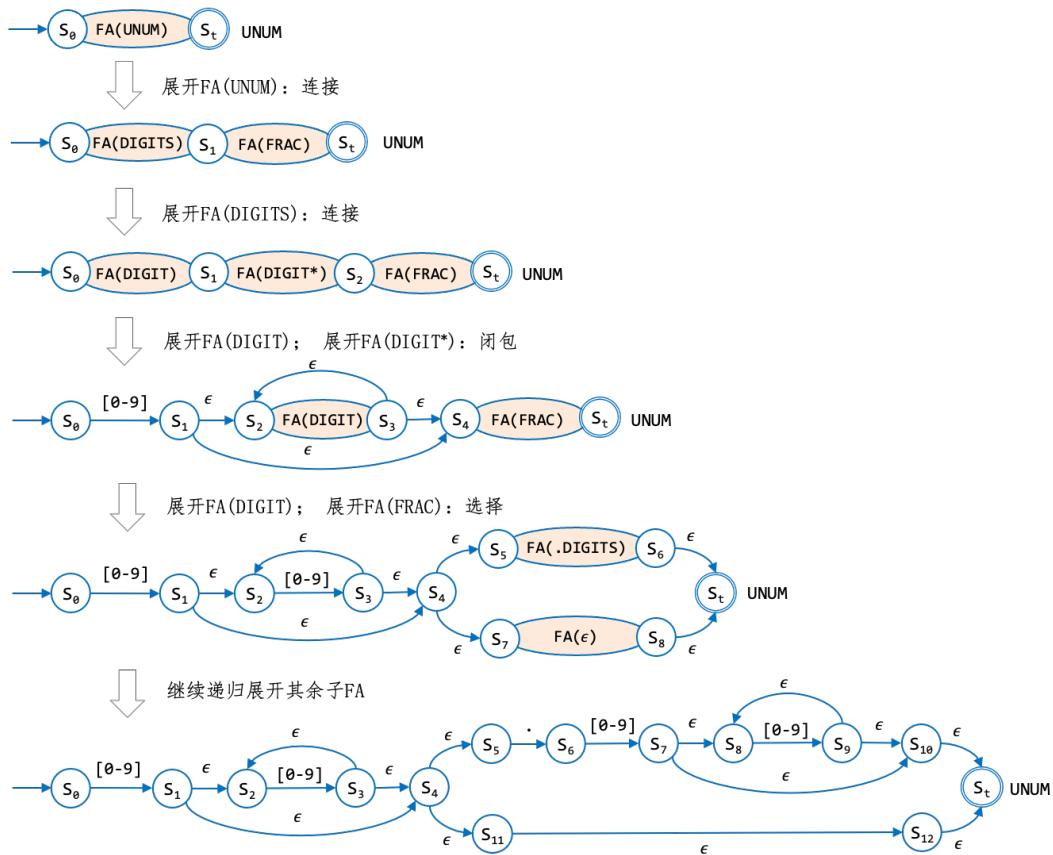 S₀ FA(UNUM) Sₜ UNUM
展开FA(UNUM)：连接
S₀ FA(DIGITS) S₁ FA(FRAC) Sₜ UNUM
展开FA(DIGITS)：连接
S₀ FA(DIGIT) S₁ FA(DIGIT*) S₂ FA(FRAC) Sₜ UNUM
展开FA(DIGIT)； 展开FA(DIGIT*)：闭包
ϵ
[0-9] ϵ ϵ
S₀ S₁ S₂ FA(DIGIT) S₃ S₄ FA(FRAC) Sₜ UNUM
ϵ
展开FA(DIGIT)； 展开FA(FRAC)：选择
ϵ ϵ S₅ FA(.DIGITS) S₆ ϵ
[0-9] ϵ [0-9] ϵ
S₀ S₁ S₂ S₃ S₄ Sₜ UNUM
ϵ
ϵ S₇ FA(ϵ) S₈ ϵ
继续递归展开其余子FA
ϵ
. [0-9] ϵ [0-9] ϵ ϵ
ϵ ϵ S₅ S₆ S₇ S₈ S₉ S₁₀
[0-9] ϵ [0-9] ϵ ϵ
S₀ S₁ S₂ S₃ S₄ Sₜ UNUM
ϵ
ϵ S₁₁ S₁₂ ϵ
ϵ